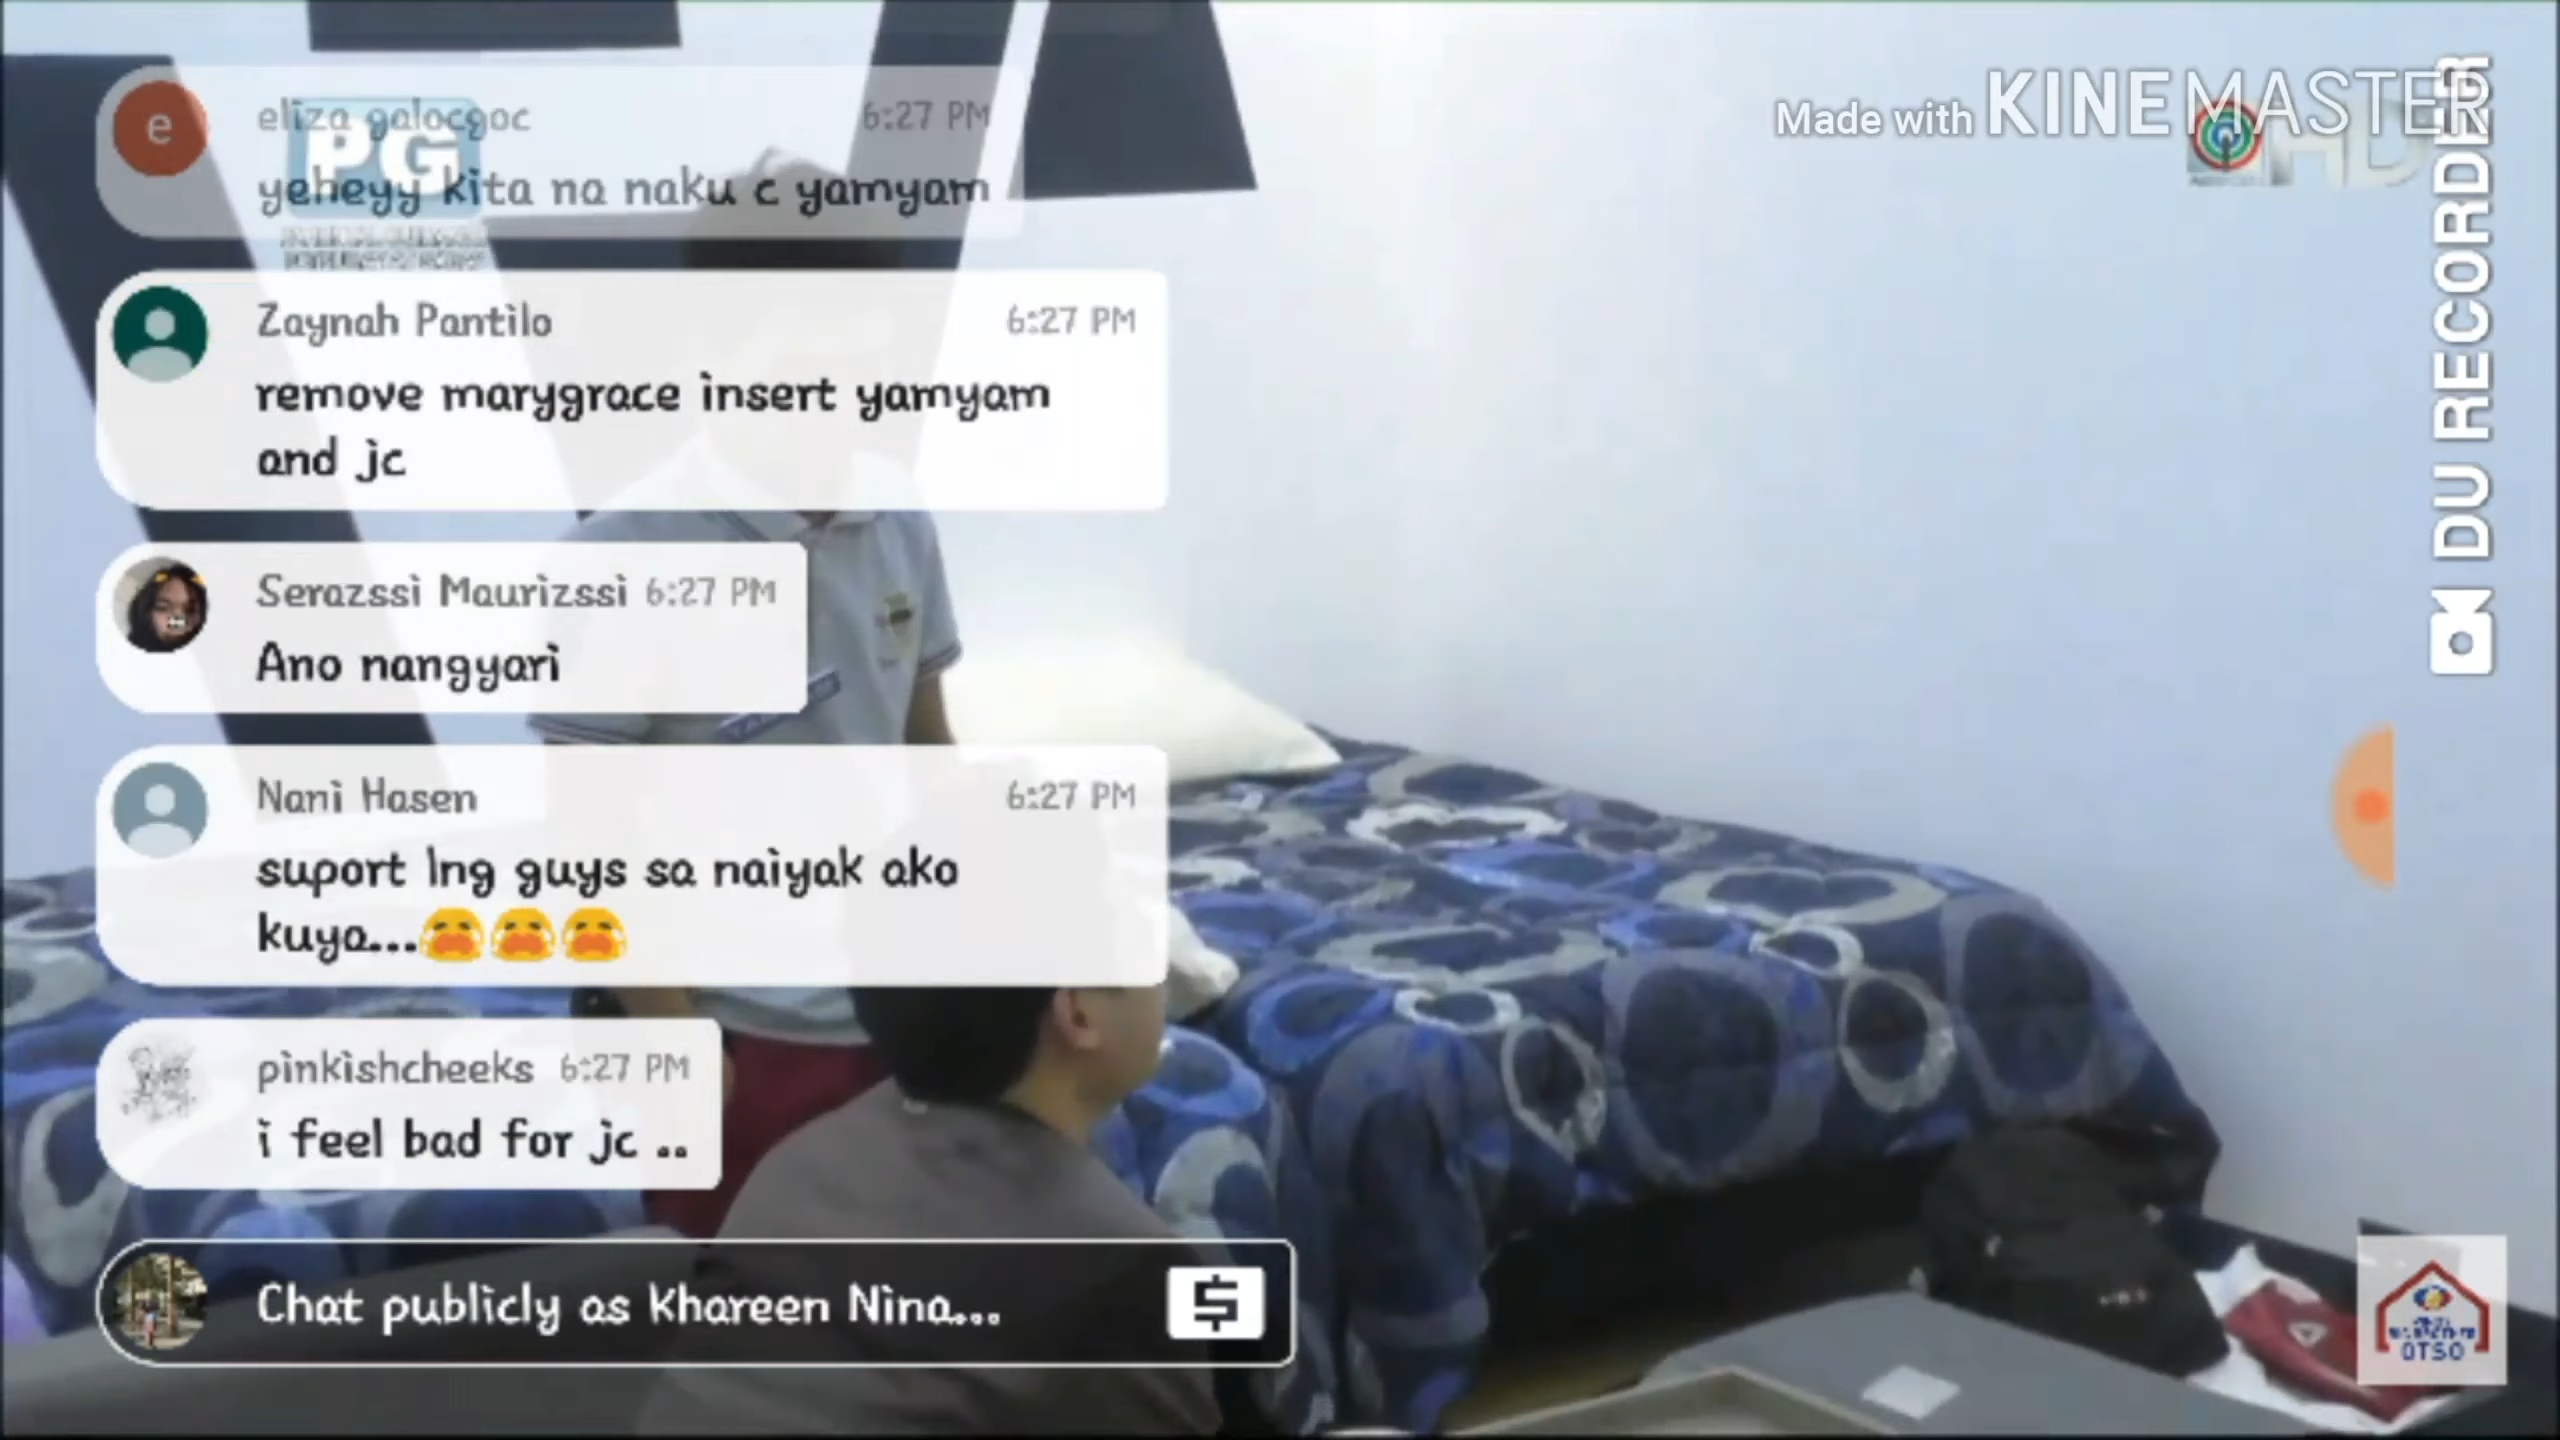 eliza galocgoc 6:27 PM
PG
yeheyy kita na naku c yamyam
Made with KINEMASTER
HD
DU RECORDER
Zaynah Pantilo 6:27 PM
remove marygrace insert yamyam
and jc
Serazssi Maurizssi 6:27 PM
Ano nangyari
Nani Hasen 6:27 PM
suport lng guys sa naiyak ako
kuya...😭😭😭
pinkishcheeks 6:27 PM
i feel bad for jc ..
Chat publicly as Khareen Nina...
$
OTSO